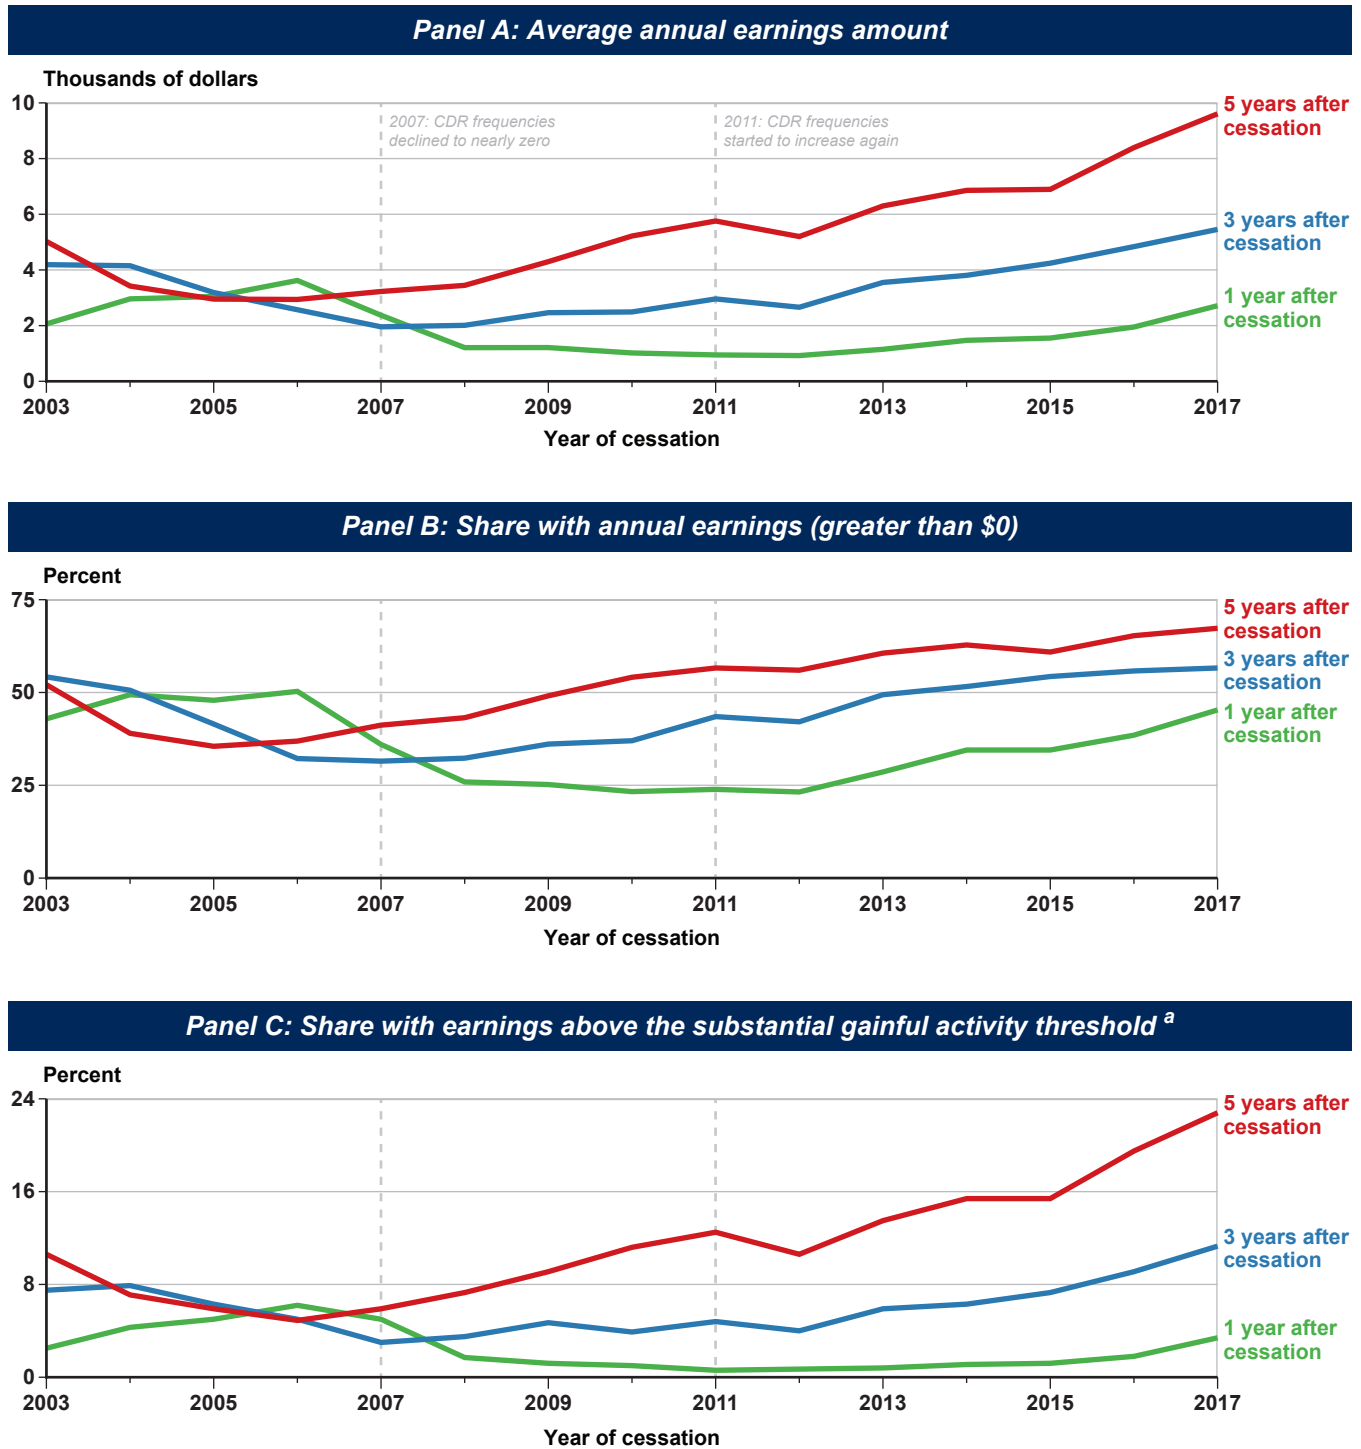 Panel A: Average annual earnings amount
Thousands of dollars
10
8
6
4
2
0
2007: CDR frequencies
declined to nearly zero
2011: CDR frequencies
started to increase again
5 years after
cessation
3 years after
cessation
1 year after
cessation
2003 2005 2007 2009 2011 2013 2015 2017
Year of cessation
Panel B: Share with annual earnings (greater than $0)
Percent
75
50
25
0
5 years after
cessation
3 years after
cessation
1 year after
cessation
2003 2005 2007 2009 2011 2013 2015 2017
Year of cessation
Panel C: Share with earnings above the substantial gainful activity threshold a
Percent
24
16
8
0
5 years after
cessation
3 years after
cessation
1 year after
cessation
2003 2005 2007 2009 2011 2013 2015 2017
Year of cessation